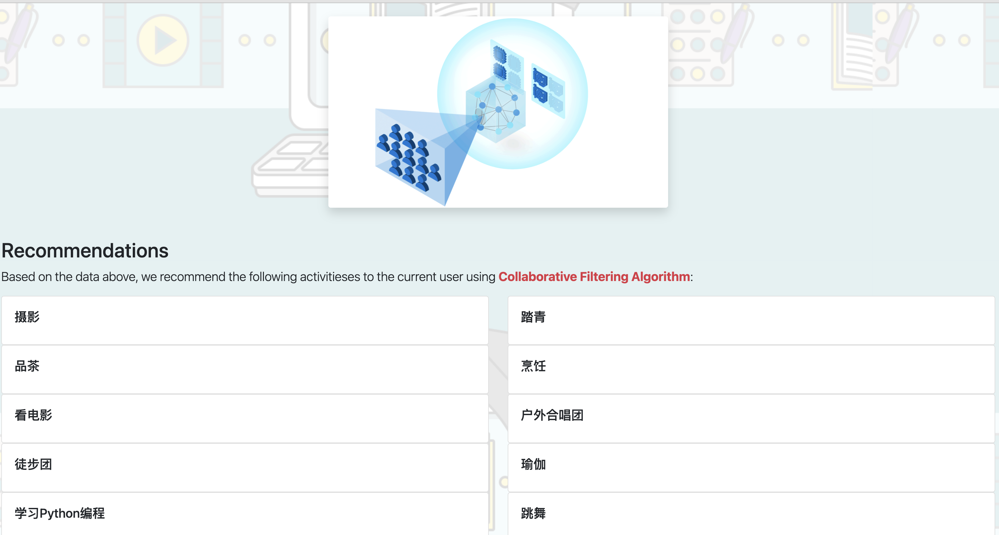 Recommendations
Based on the data above, we recommend the following activitieses to the current user using Collaborative Filtering Algorithm:
摄影
踏青
品茶
烹饪
看电影
户外合唱团
徒步团
瑜伽
学习Python编程
跳舞